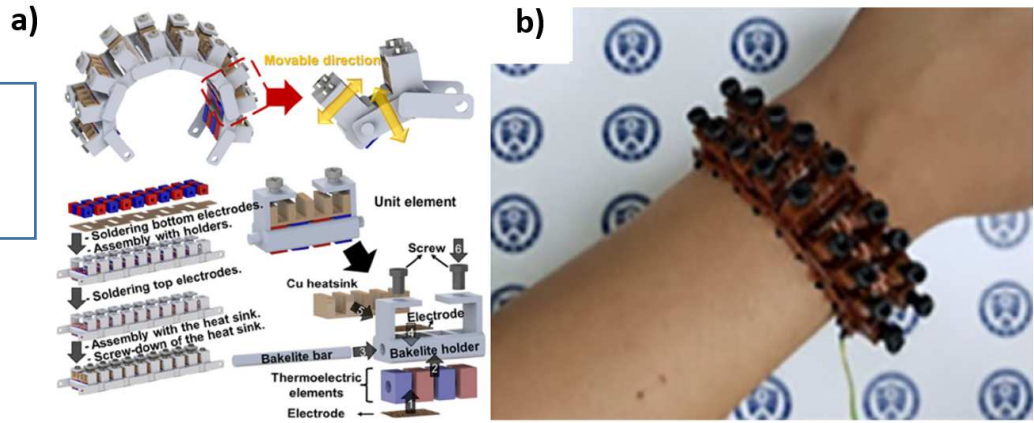 a)
Movable direction
- Soldering bottom electrodes.
- Assembly with holders.
- Soldering top electrodes.
- Assembly with the heat sink.
- Screw-down of the heat sink.
Unit element
Screw
6
Cu heatsink
5
Electrode
4
Bakelite bar
3
Bakelite holder
2
Thermoelectric
elements
1
Electrode
b)